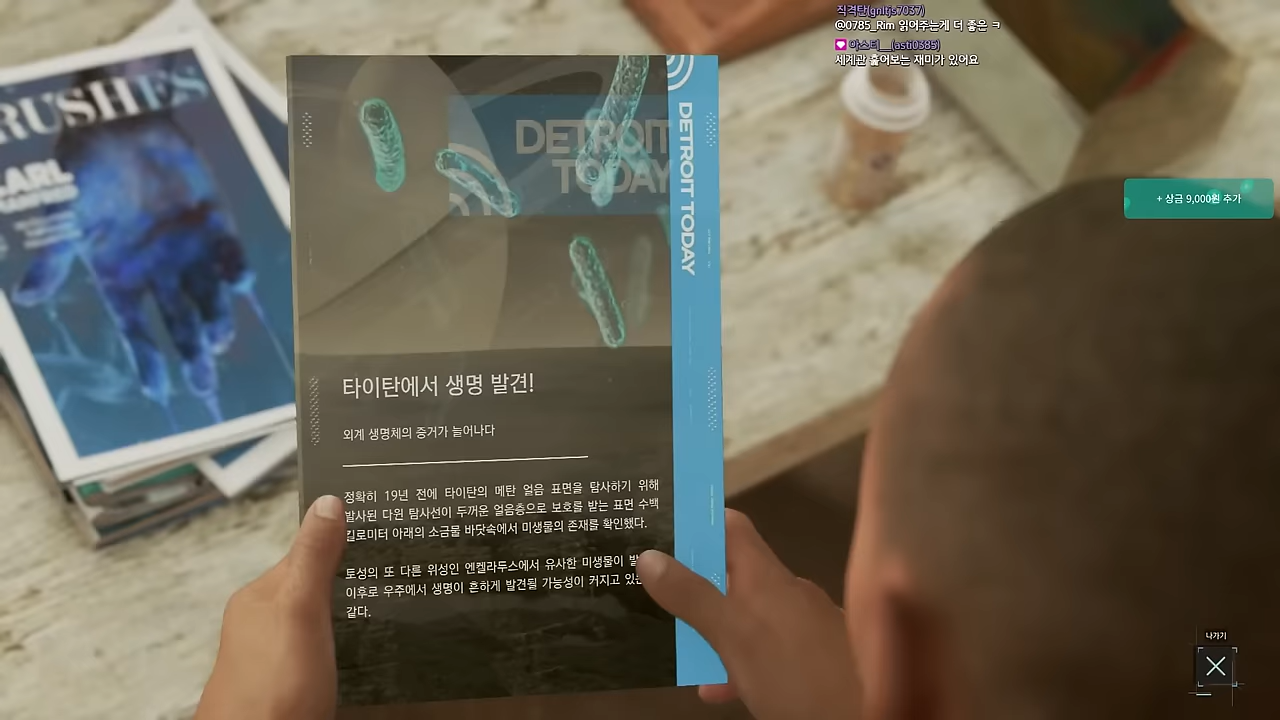 직격탄(gnltjs7037)
@0785_Rim 읽어주는게 더 좋은 ㅋ
아스티__(asti0385)
세계관 훑어보는 재미가 있어요
RUSHES
DETROIT
TODAY
DETROIT TODAY
+ 상금 9,000원 추가
타이탄에서 생명 발견!
외계 생명체의 증거가 늘어나다
정확히 19년 전에 타이탄의 메탄 얼음 표면을 탐사하기 위해
발사된 다윈 탐사선이 두꺼운 얼음층으로 보호를 받는 표면 수백
킬로미터 아래의 소금물 바닷속에서 미생물의 존재를 확인했다.
토성의 또 다른 위성인 엔켈라두스에서 유사한 미생물이
이후로 우주에서 생명이 흔하게 발견될 가능성이 커지고
같다.
나가기